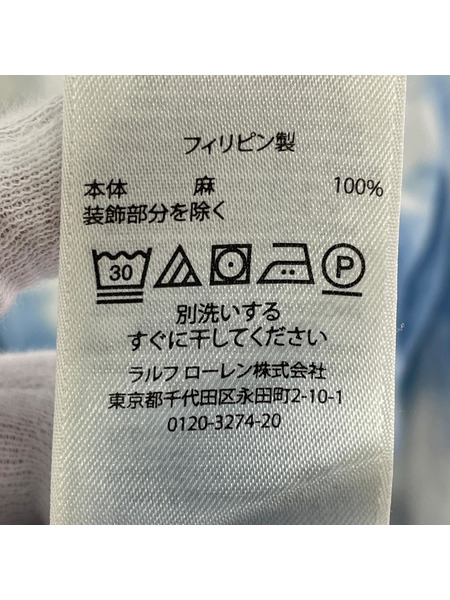 フィリピン製
本体 麻 100%
装飾部分を除く
30 P
別洗いする
すぐに干してください
ラルフ ローレン株式会社
東京都千代田区永田町2-10-1
0120-3274-20